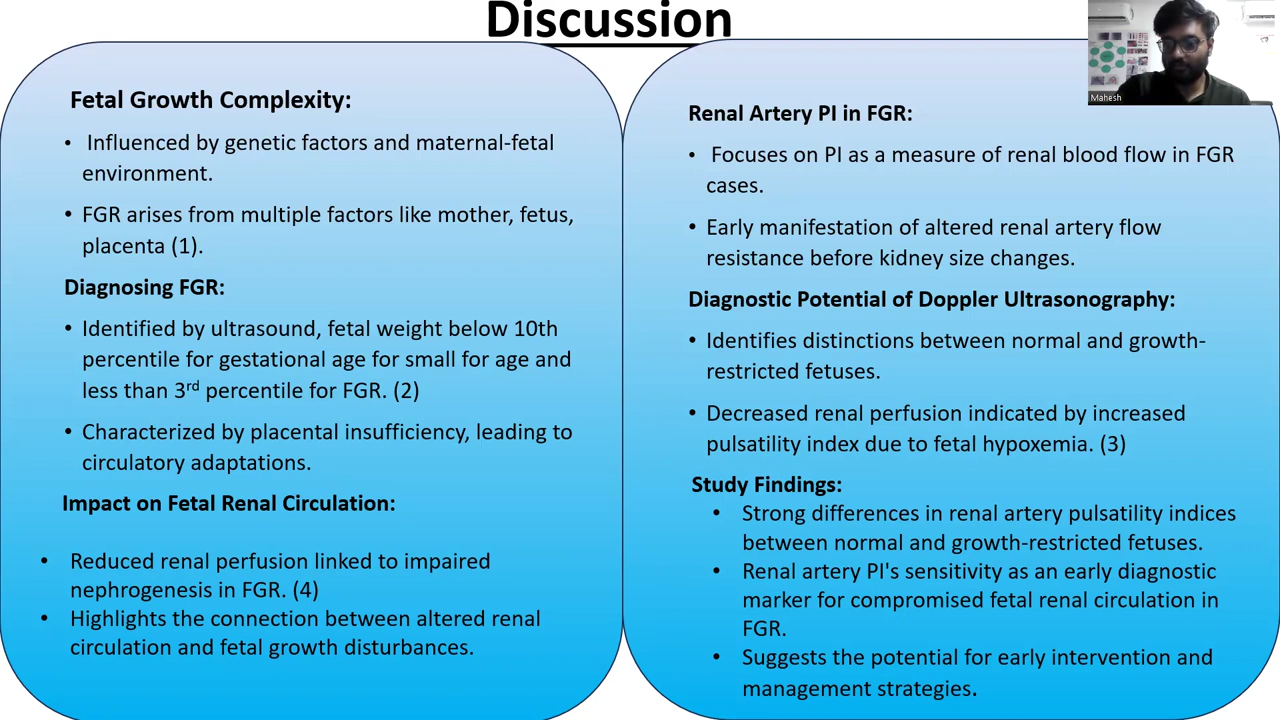 Discussion
Fetal Growth Complexity:
• Influenced by genetic factors and maternal-fetal
environment.
• FGR arises from multiple factors like mother, fetus,
placenta (1).
Diagnosing FGR:
• Identified by ultrasound, fetal weight below 10th
percentile for gestational age for small for age and
less than 3rd percentile for FGR. (2)
• Characterized by placental insufficiency, leading to
circulatory adaptations.
Impact on Fetal Renal Circulation:
• Reduced renal perfusion linked to impaired
nephrogenesis in FGR. (4)
• Highlights the connection between altered renal
circulation and fetal growth disturbances.
Renal Artery PI in FGR:
• Focuses on PI as a measure of renal blood flow in FGR
cases.
• Early manifestation of altered renal artery flow
resistance before kidney size changes.
Diagnostic Potential of Doppler Ultrasonography:
• Identifies distinctions between normal and growth-
restricted fetuses.
• Decreased renal perfusion indicated by increased
pulsatility index due to fetal hypoxemia. (3)
Study Findings:
• Strong differences in renal artery pulsatility indices
between normal and growth-restricted fetuses.
• Renal artery PI's sensitivity as an early diagnostic
marker for compromised fetal renal circulation in
FGR.
• Suggests the potential for early intervention and
management strategies.
Mahesh